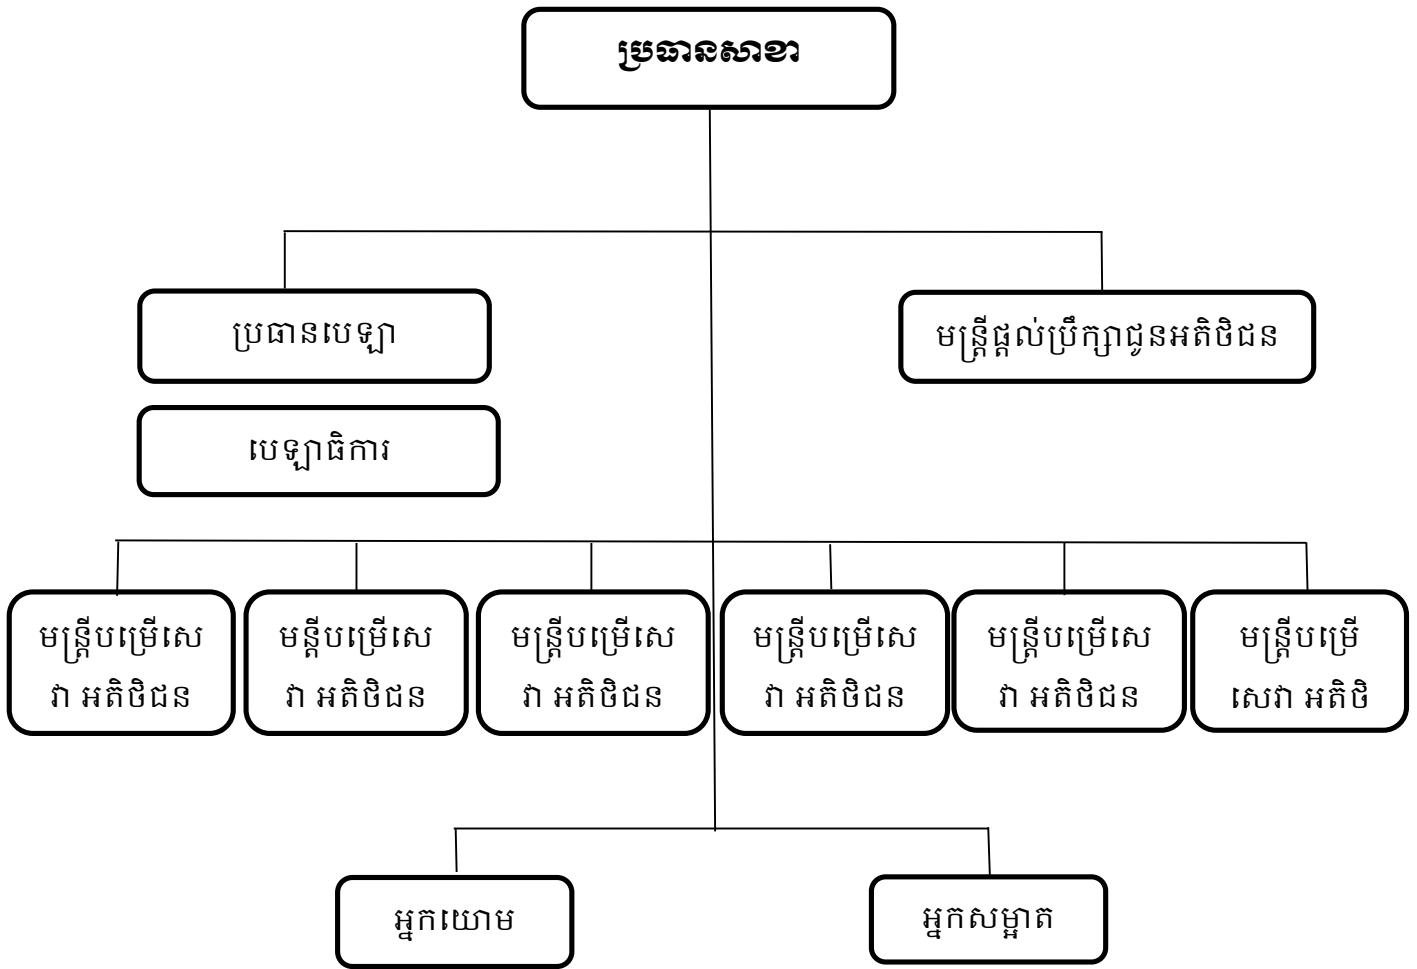 ប្រធានសាខា
ប្រធានបេឡា
មន្ត្រីផ្តល់ប្រឹក្សាជូនអតិថិជន
បេឡាធិការ
មន្ត្រីបម្រើសេ
វា អតិថិជន
មន្តីបម្រើសេ
វា អតិថិជន
មន្ត្រីបម្រើសេ
វា អតិថិជន
មន្ត្រីបម្រើសេ
វា អតិថិជន
មន្ត្រីបម្រើសេ
វា អតិថិជន
មន្ត្រីបម្រើ
សេវា អតិថិ
អ្នកយោម
អ្នកសម្អាត